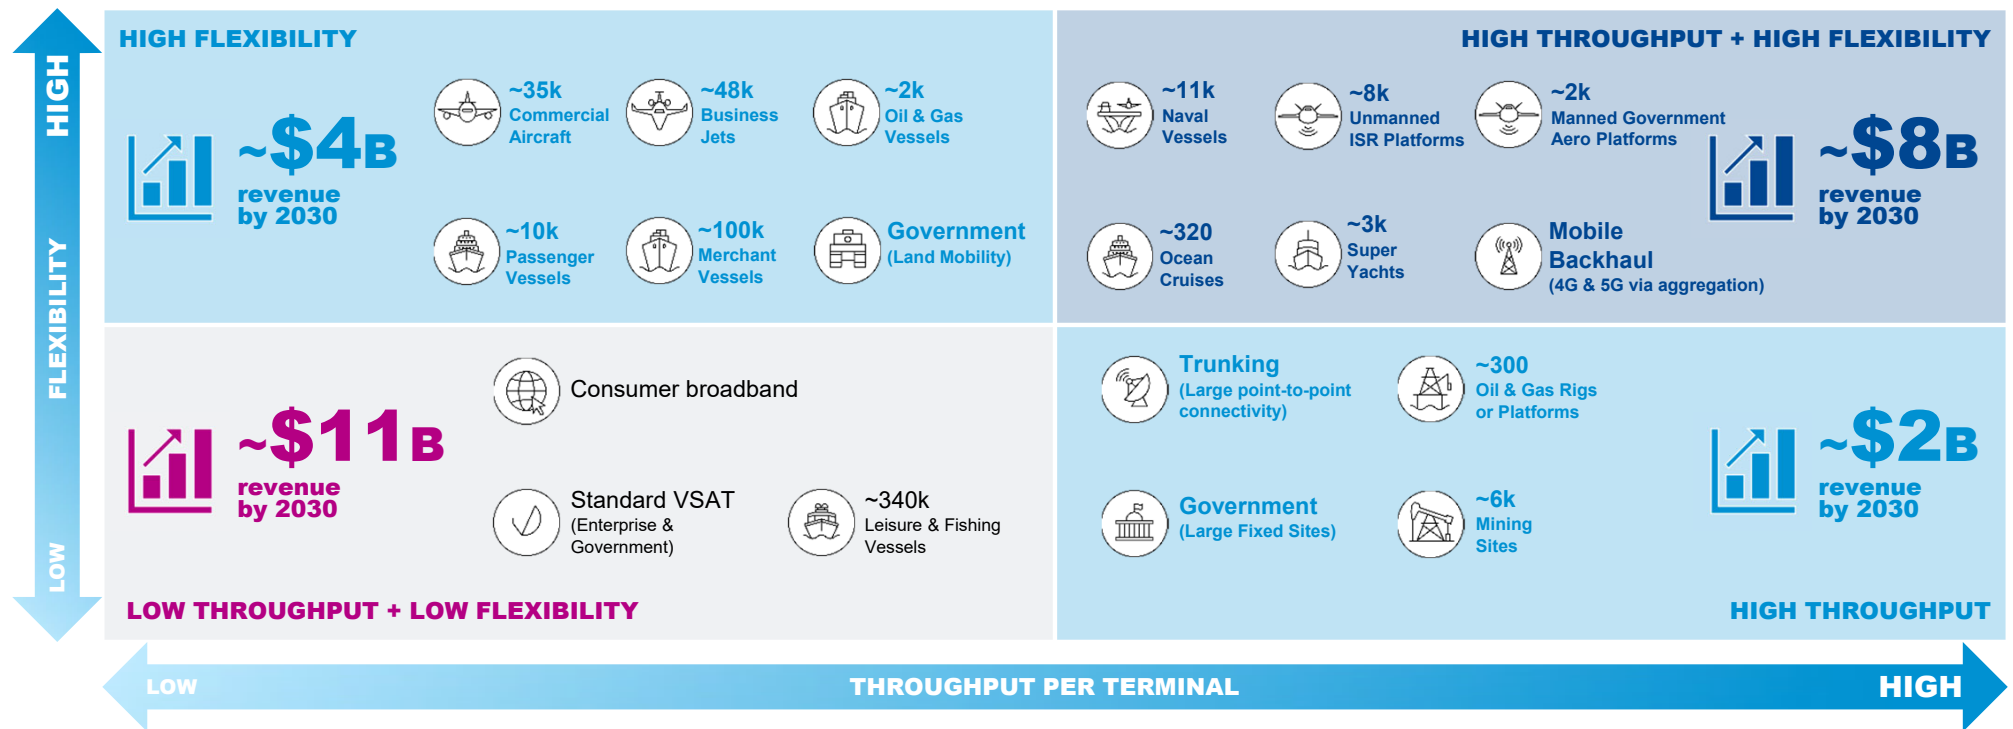 HIGH
FLEXIBILITY
LOW
HIGH FLEXIBILITY
~$4B
revenue
by 2030
~35k
Commercial
Aircraft
~48k
Business
Jets
~2k
Oil & Gas
Vessels
~10k
Passenger
Vessels
~100k
Merchant
Vessels
Government
(Land Mobility)
HIGH THROUGHPUT + HIGH FLEXIBILITY
~11k
Naval
Vessels
~8k
Unmanned
ISR Platforms
~2k
Manned Government
Aero Platforms
~320
Ocean
Cruises
~3k
Super
Yachts
Mobile
Backhaul
(4G & 5G via aggregation)
~$8B
revenue
by 2030
~$11B
revenue
by 2030
Consumer broadband
Standard VSAT
(Enterprise &
Government)
~340k
Leisure & Fishing
Vessels
LOW THROUGHPUT + LOW FLEXIBILITY
Trunking
(Large point-to-point
connectivity)
~300
Oil & Gas Rigs
or Platforms
Government
(Large Fixed Sites)
~6k
Mining
Sites
~$2B
revenue
by 2030
HIGH THROUGHPUT
LOW
THROUGHPUT PER TERMINAL
HIGH